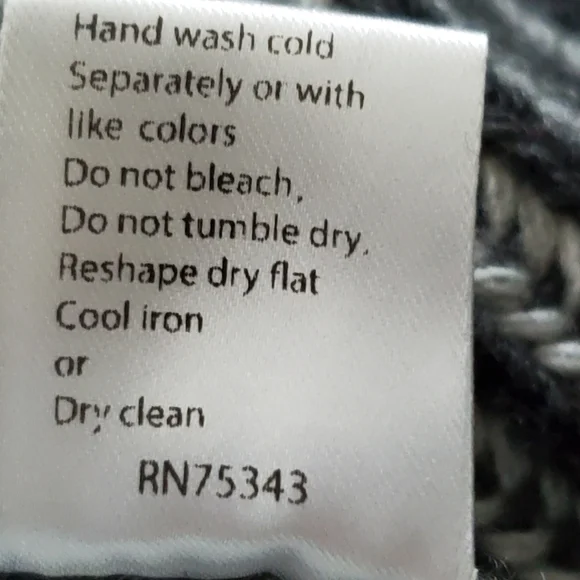 Hand wash cold
Separately or with
like colors
Do not bleach,
Do not tumble dry,
Reshape dry flat
Cool iron
or
Dry clean
RN75343